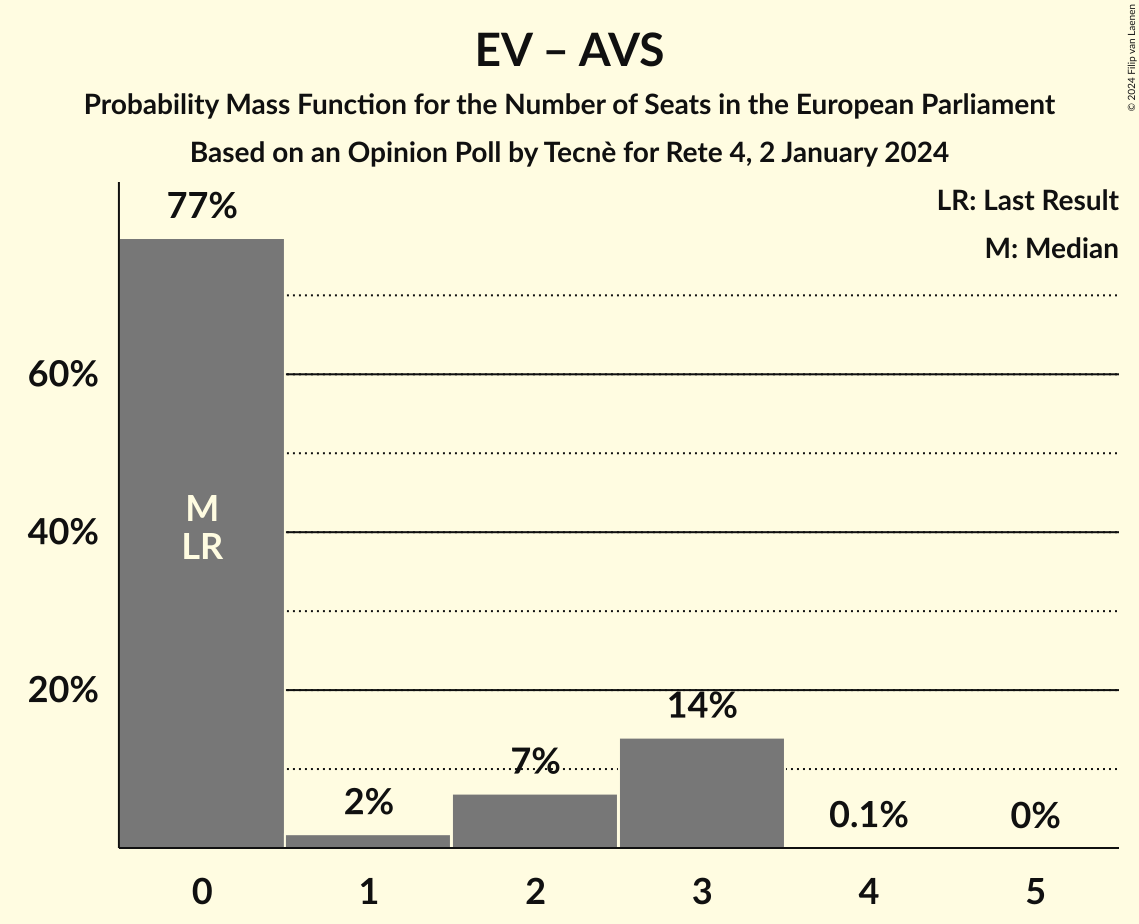 EV – AVS
Probability Mass Function for the Number of Seats in the European Parliament
Based on an Opinion Poll by Tecnè for Rete 4, 2 January 2024
© 2024 Filip van Laenen
LR: Last Result
M: Median
77%
60%
40%
20%
M
LR
2%
7%
14%
0.1%
0%
0 1 2 3 4 5